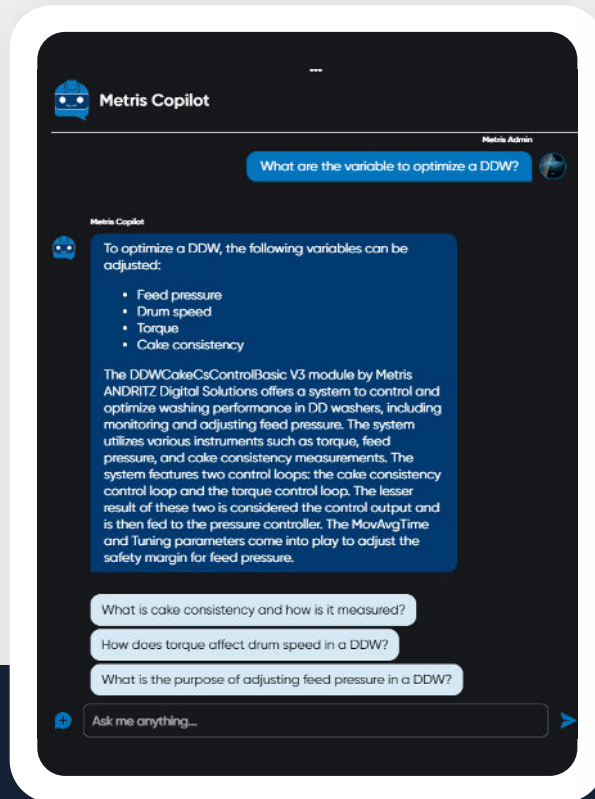 Metris Copilot
Metris Admin
What are the variable to optimize a DDW?
Metris Copilot
To optimize a DDW, the following variables can be
adjusted:
• Feed pressure
• Drum speed
• Torque
• Cake consistency
The DDWCakeCsControlBasic V3 module by Metris
ANDRITZ Digital Solutions offers a system to control and
optimize washing performance in DD washers, including
monitoring and adjusting feed pressure. The system
utilizes various instruments such as torque, feed
pressure, and cake consistency measurements. The
system features two control loops: the cake consistency
control loop and the torque control loop. The lesser
result of these two is considered the control output and
is then fed to the pressure controller. The MovAvgTime
and Tuning parameters come into play to adjust the
safety margin for feed pressure.
What is cake consistency and how is it measured?
How does torque affect drum speed in a DDW?
What is the purpose of adjusting feed pressure in a DDW?
Ask me anything...